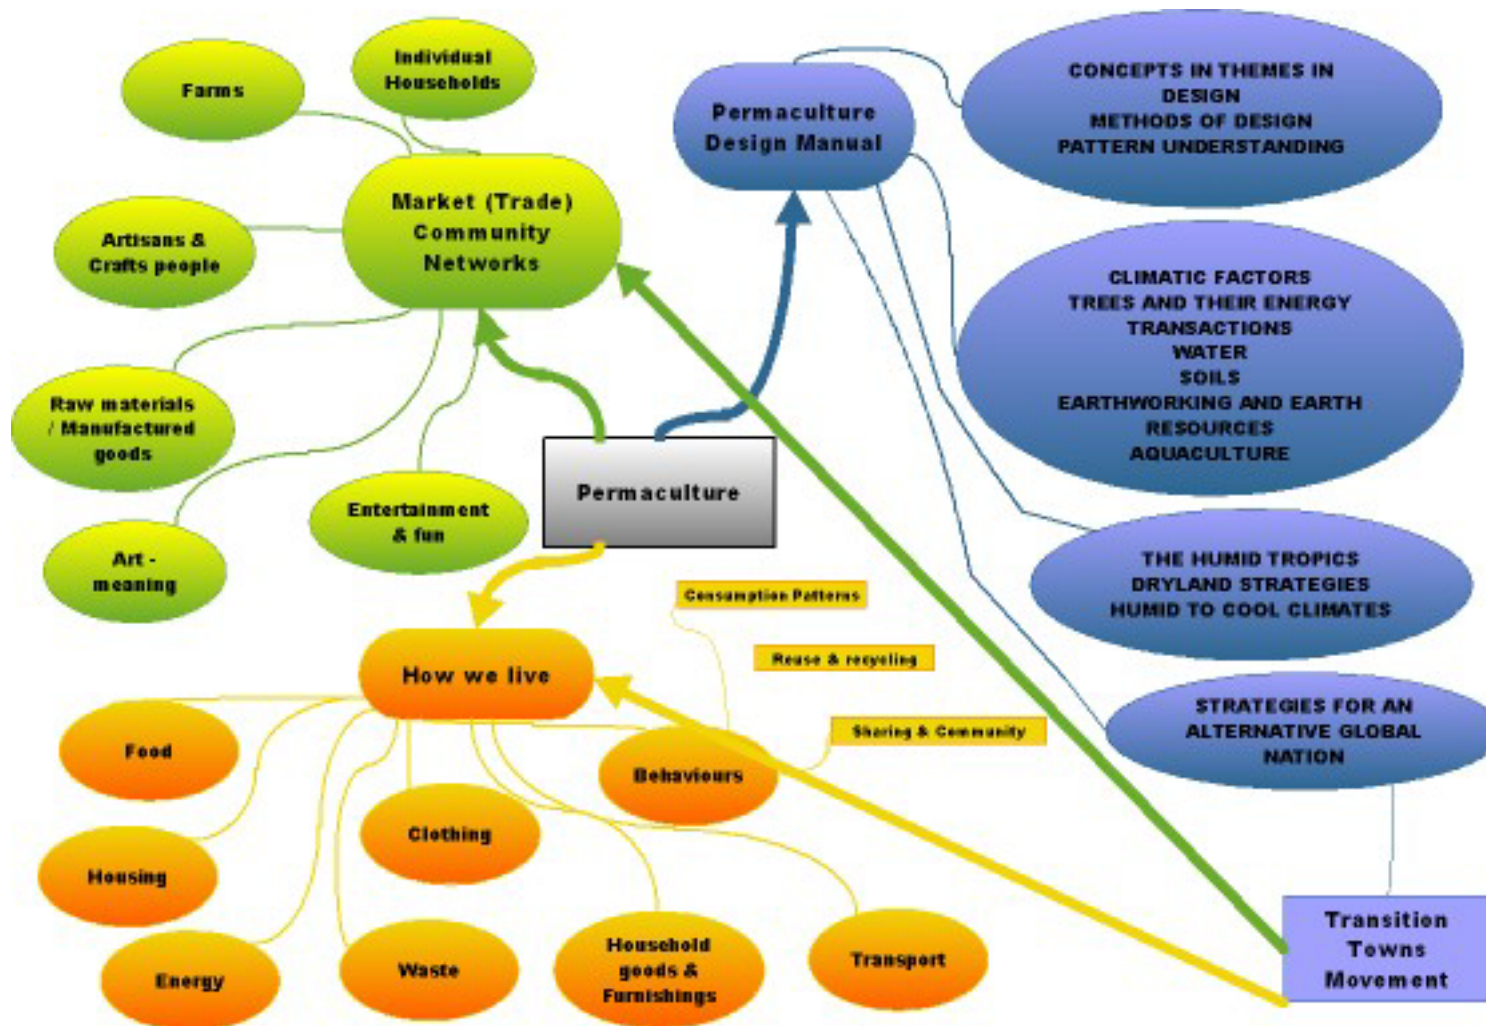 Individual
Households
Farms
Market (Trade)
Community
Networks
Artisans &
Crafts people
Raw materials
/ Manufactured
goods
Art -
meaning
Entertainment
& fun
Permaculture
Permaculture
Design Manual
CONCEPTS IN THEMES IN
DESIGN
METHODS OF DESIGN
PATTERN UNDERSTANDING
CLIMATIC FACTORS
TREES AND THEIR ENERGY
TRANSACTIONS
WATER
SOILS
EARTHWORKING AND EARTH
RESOURCES
AQUACULTURE
THE HUMID TROPICS
DRYLAND STRATEGIES
HUMID TO COOL CLIMATES
STRATEGIES FOR AN
ALTERNATIVE GLOBAL
NATION
Transition
Towns
Movement
How we live
Consumption Patterns
Reuse & recycling
Sharing & Community
Behaviours
Food
Housing
Energy
Waste
Clothing
Household
goods &
Furnishings
Transport